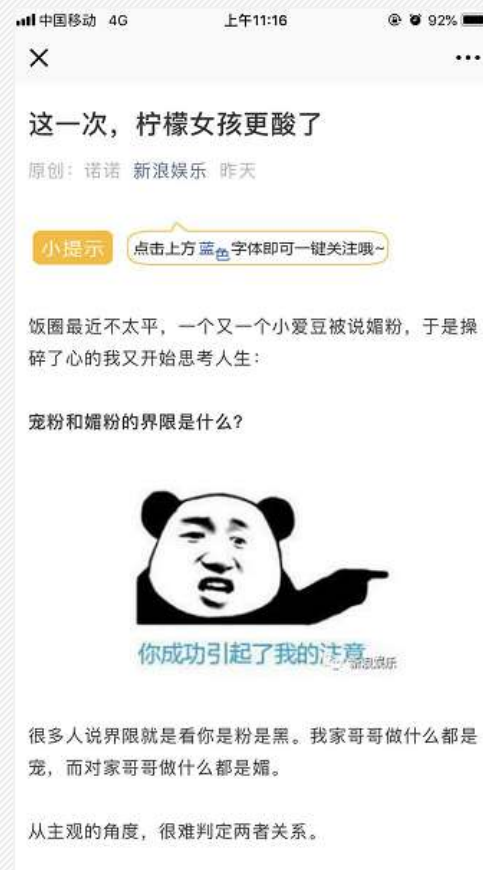 中国移动 4G 上午11:16 92%
这一次，柠檬女孩更酸了
原创：诺诺 新浪娱乐 昨天
小提示 点击上方蓝色字体即可一键关注哦~
饭圈最近不太平，一个又一个小爱豆被说媚粉，于是操
碎了心的我又开始思考人生：
宠粉和媚粉的界限是什么？
你成功引起了我的注意
新浪娱乐
很多人说界限就是看你是粉是黑。我家哥哥做什么都是
宠，而对家哥哥做什么都是媚。
从主观的角度，很难判定两者关系。